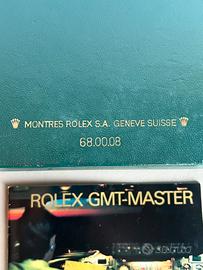 MONTRES ROLEX S.A. GENEVE SUISSE
68.00.08
ROLEX GMT-MASTER